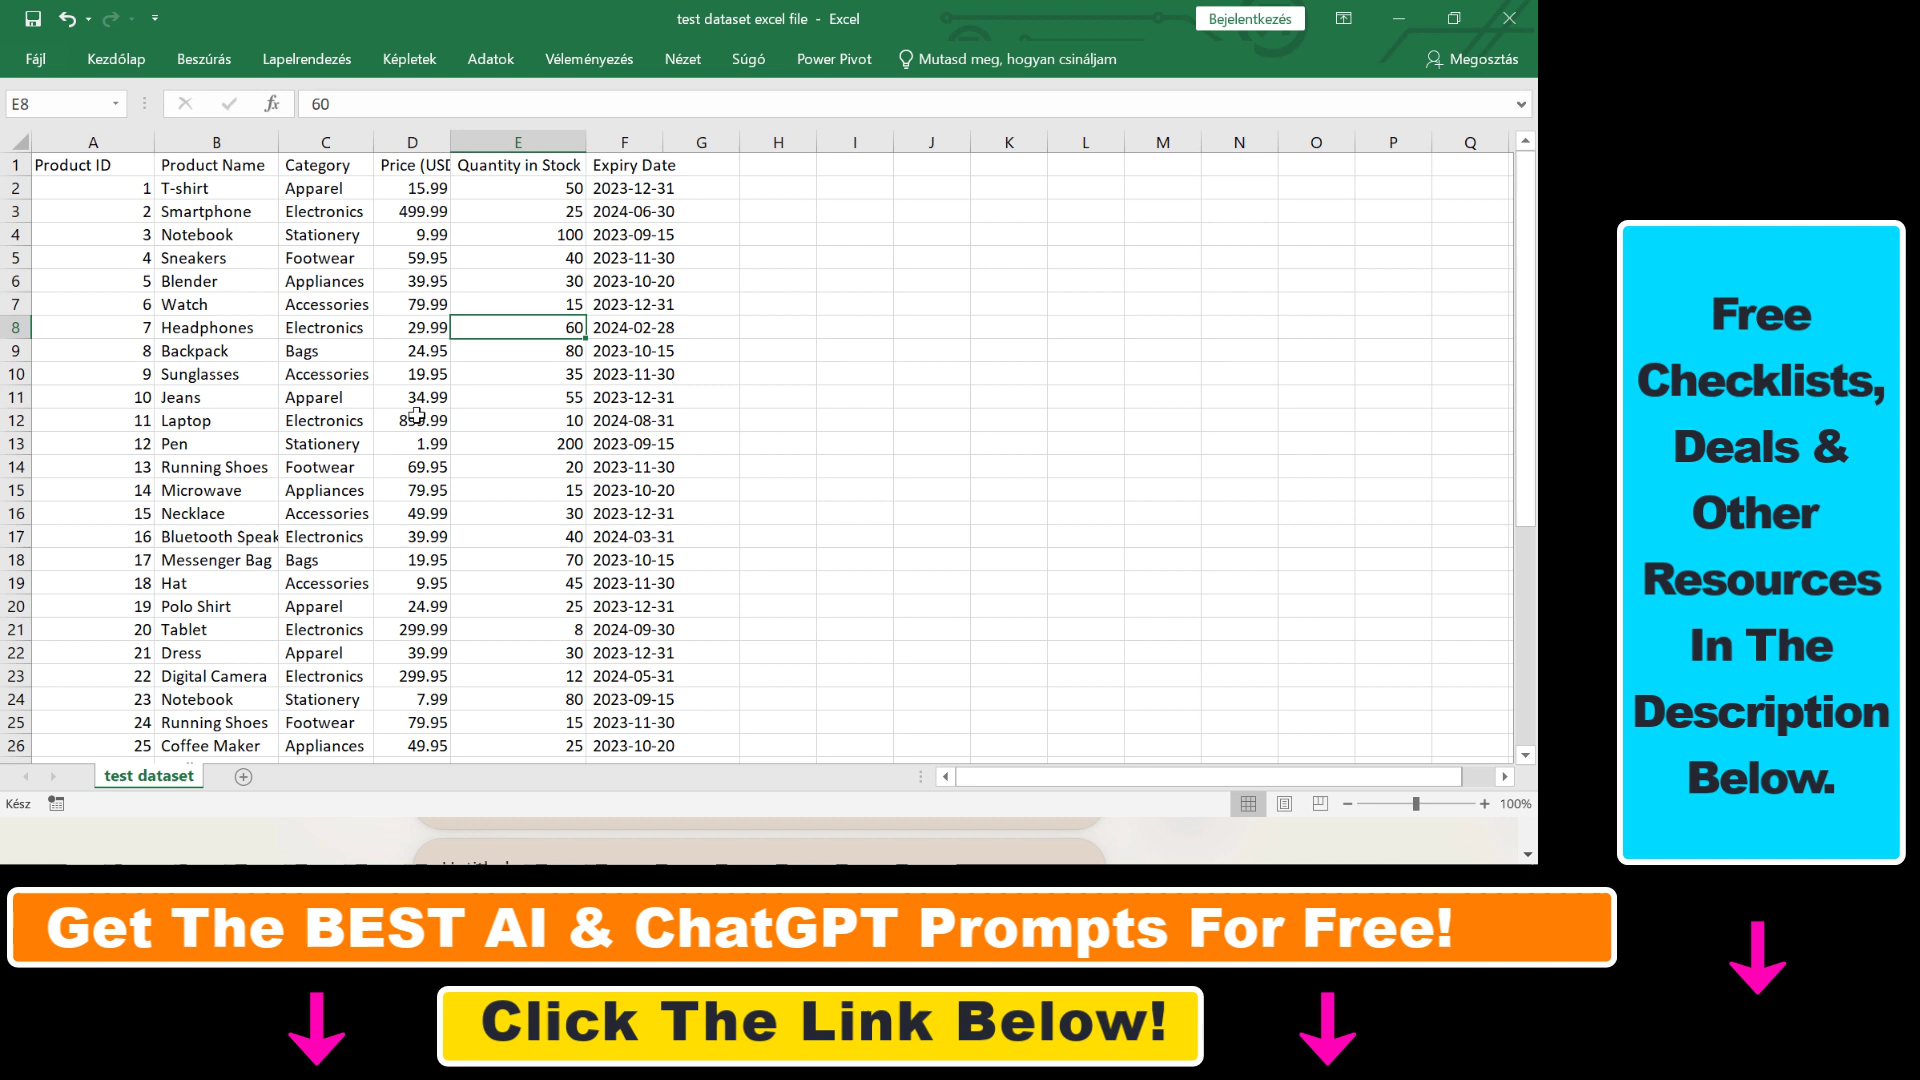 test dataset excel file - Excel
Bejelentkezés
Fájl Kezdőlap Beszúrás Lapelrendezés Képletek Adatok Véleményezés Nézet Súgó Power Pivot Mutasd meg, hogyan csináljam Megosztás
E8 fx 60
A B C D E F G H I J K L M N O P Q
1 Product ID Product Name Category Price (USD Quantity in Stock Expiry Date
2 1 T-shirt Apparel 15.99 50 2023-12-31
3 2 Smartphone Electronics 499.99 25 2024-06-30
4 3 Notebook Stationery 9.99 100 2023-09-15
5 4 Sneakers Footwear 59.95 40 2023-11-30
6 5 Blender Appliances 39.95 30 2023-10-20
7 6 Watch Accessories 79.99 15 2023-12-31
8 7 Headphones Electronics 29.99 60 2024-02-28
9 8 Backpack Bags 24.95 80 2023-10-15
10 9 Sunglasses Accessories 19.95 35 2023-11-30
11 10 Jeans Apparel 34.99 55 2023-12-31
12 11 Laptop Electronics 10 2024-08-31
13 12 Pen Stationery 1.99 200 2023-09-15
14 13 Running Shoes Footwear 69.95 20 2023-11-30
15 14 Microwave Appliances 79.95 15 2023-10-20
16 15 Necklace Accessories 49.99 30 2023-12-31
17 16 Bluetooth Speak Electronics 39.99 40 2024-03-31
18 17 Messenger Bag Bags 19.95 70 2023-10-15
19 18 Hat Accessories 9.95 45 2023-11-30
20 19 Polo Shirt Apparel 24.99 25 2023-12-31
21 20 Tablet Electronics 299.99 8 2024-09-30
22 21 Dress Apparel 39.99 30 2023-12-31
23 22 Digital Camera Electronics 299.95 12 2024-05-31
24 23 Notebook Stationery 7.99 80 2023-09-15
25 24 Running Shoes Footwear 79.95 15 2023-11-30
26 25 Coffee Maker Appliances 49.95 25 2023-10-20
test dataset
Kész
100%
Free
Checklists,
Deals &
Other
Resources
In The
Description
Below.
Get The BEST AI & ChatGPT Prompts For Free!
Click The Link Below!